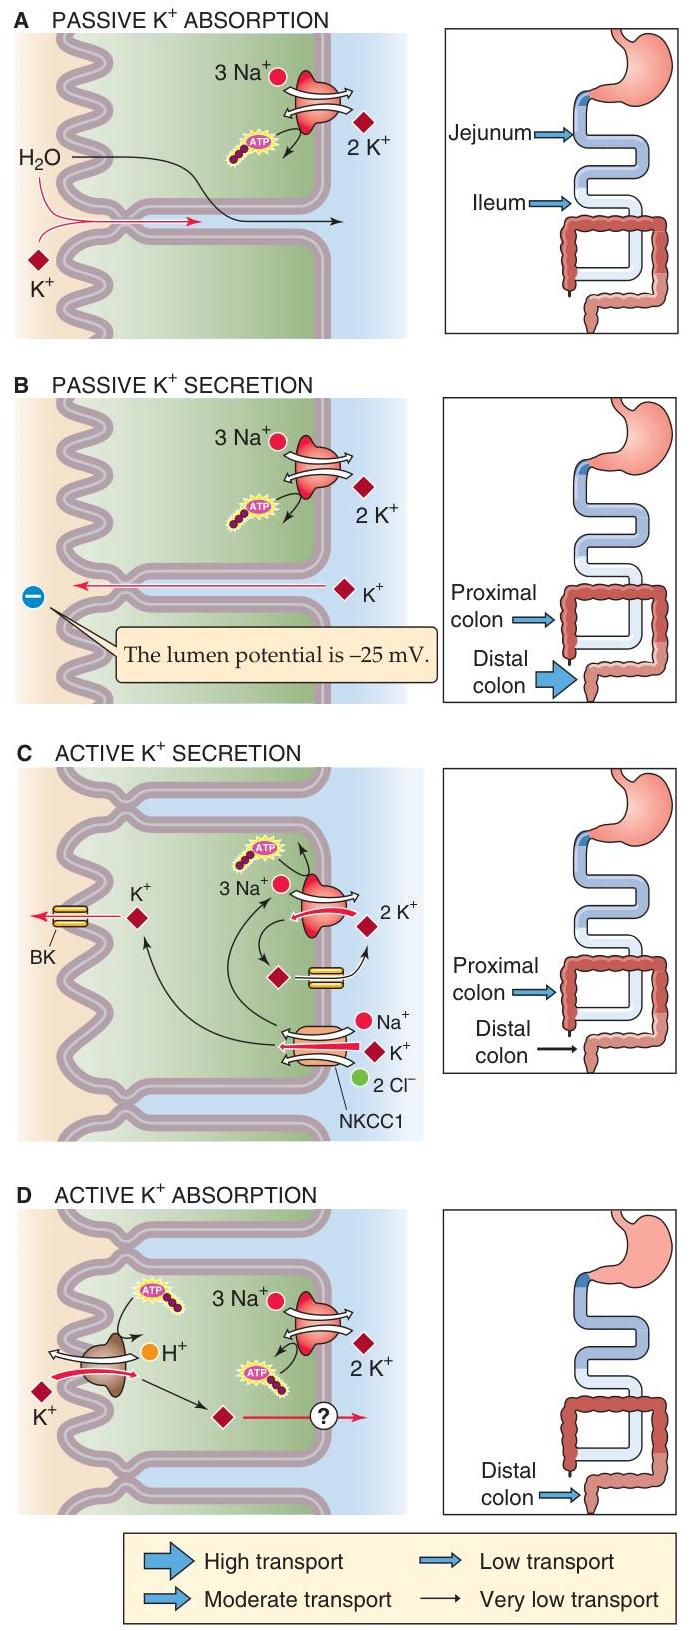 A PASSIVE K⁺ ABSORPTION
3 Na⁺
ATP
2 K⁺
H₂O
K⁺
Jejunum
Ileum
B PASSIVE K⁺ SECRETION
3 Na⁺
ATP
2 K⁺
K⁺
–
The lumen potential is –25 mV.
Proximal
colon
Distal
colon
C ACTIVE K⁺ SECRETION
ATP
3 Na⁺
K⁺
2 K⁺
BK
Na⁺
K⁺
2 Cl⁻
NKCC1
Proximal
colon
Distal
colon
D ACTIVE K⁺ ABSORPTION
ATP
3 Na⁺
H⁺
2 K⁺
ATP
K⁺
?
Distal
colon
High transport
Low transport
Moderate transport
Very low transport